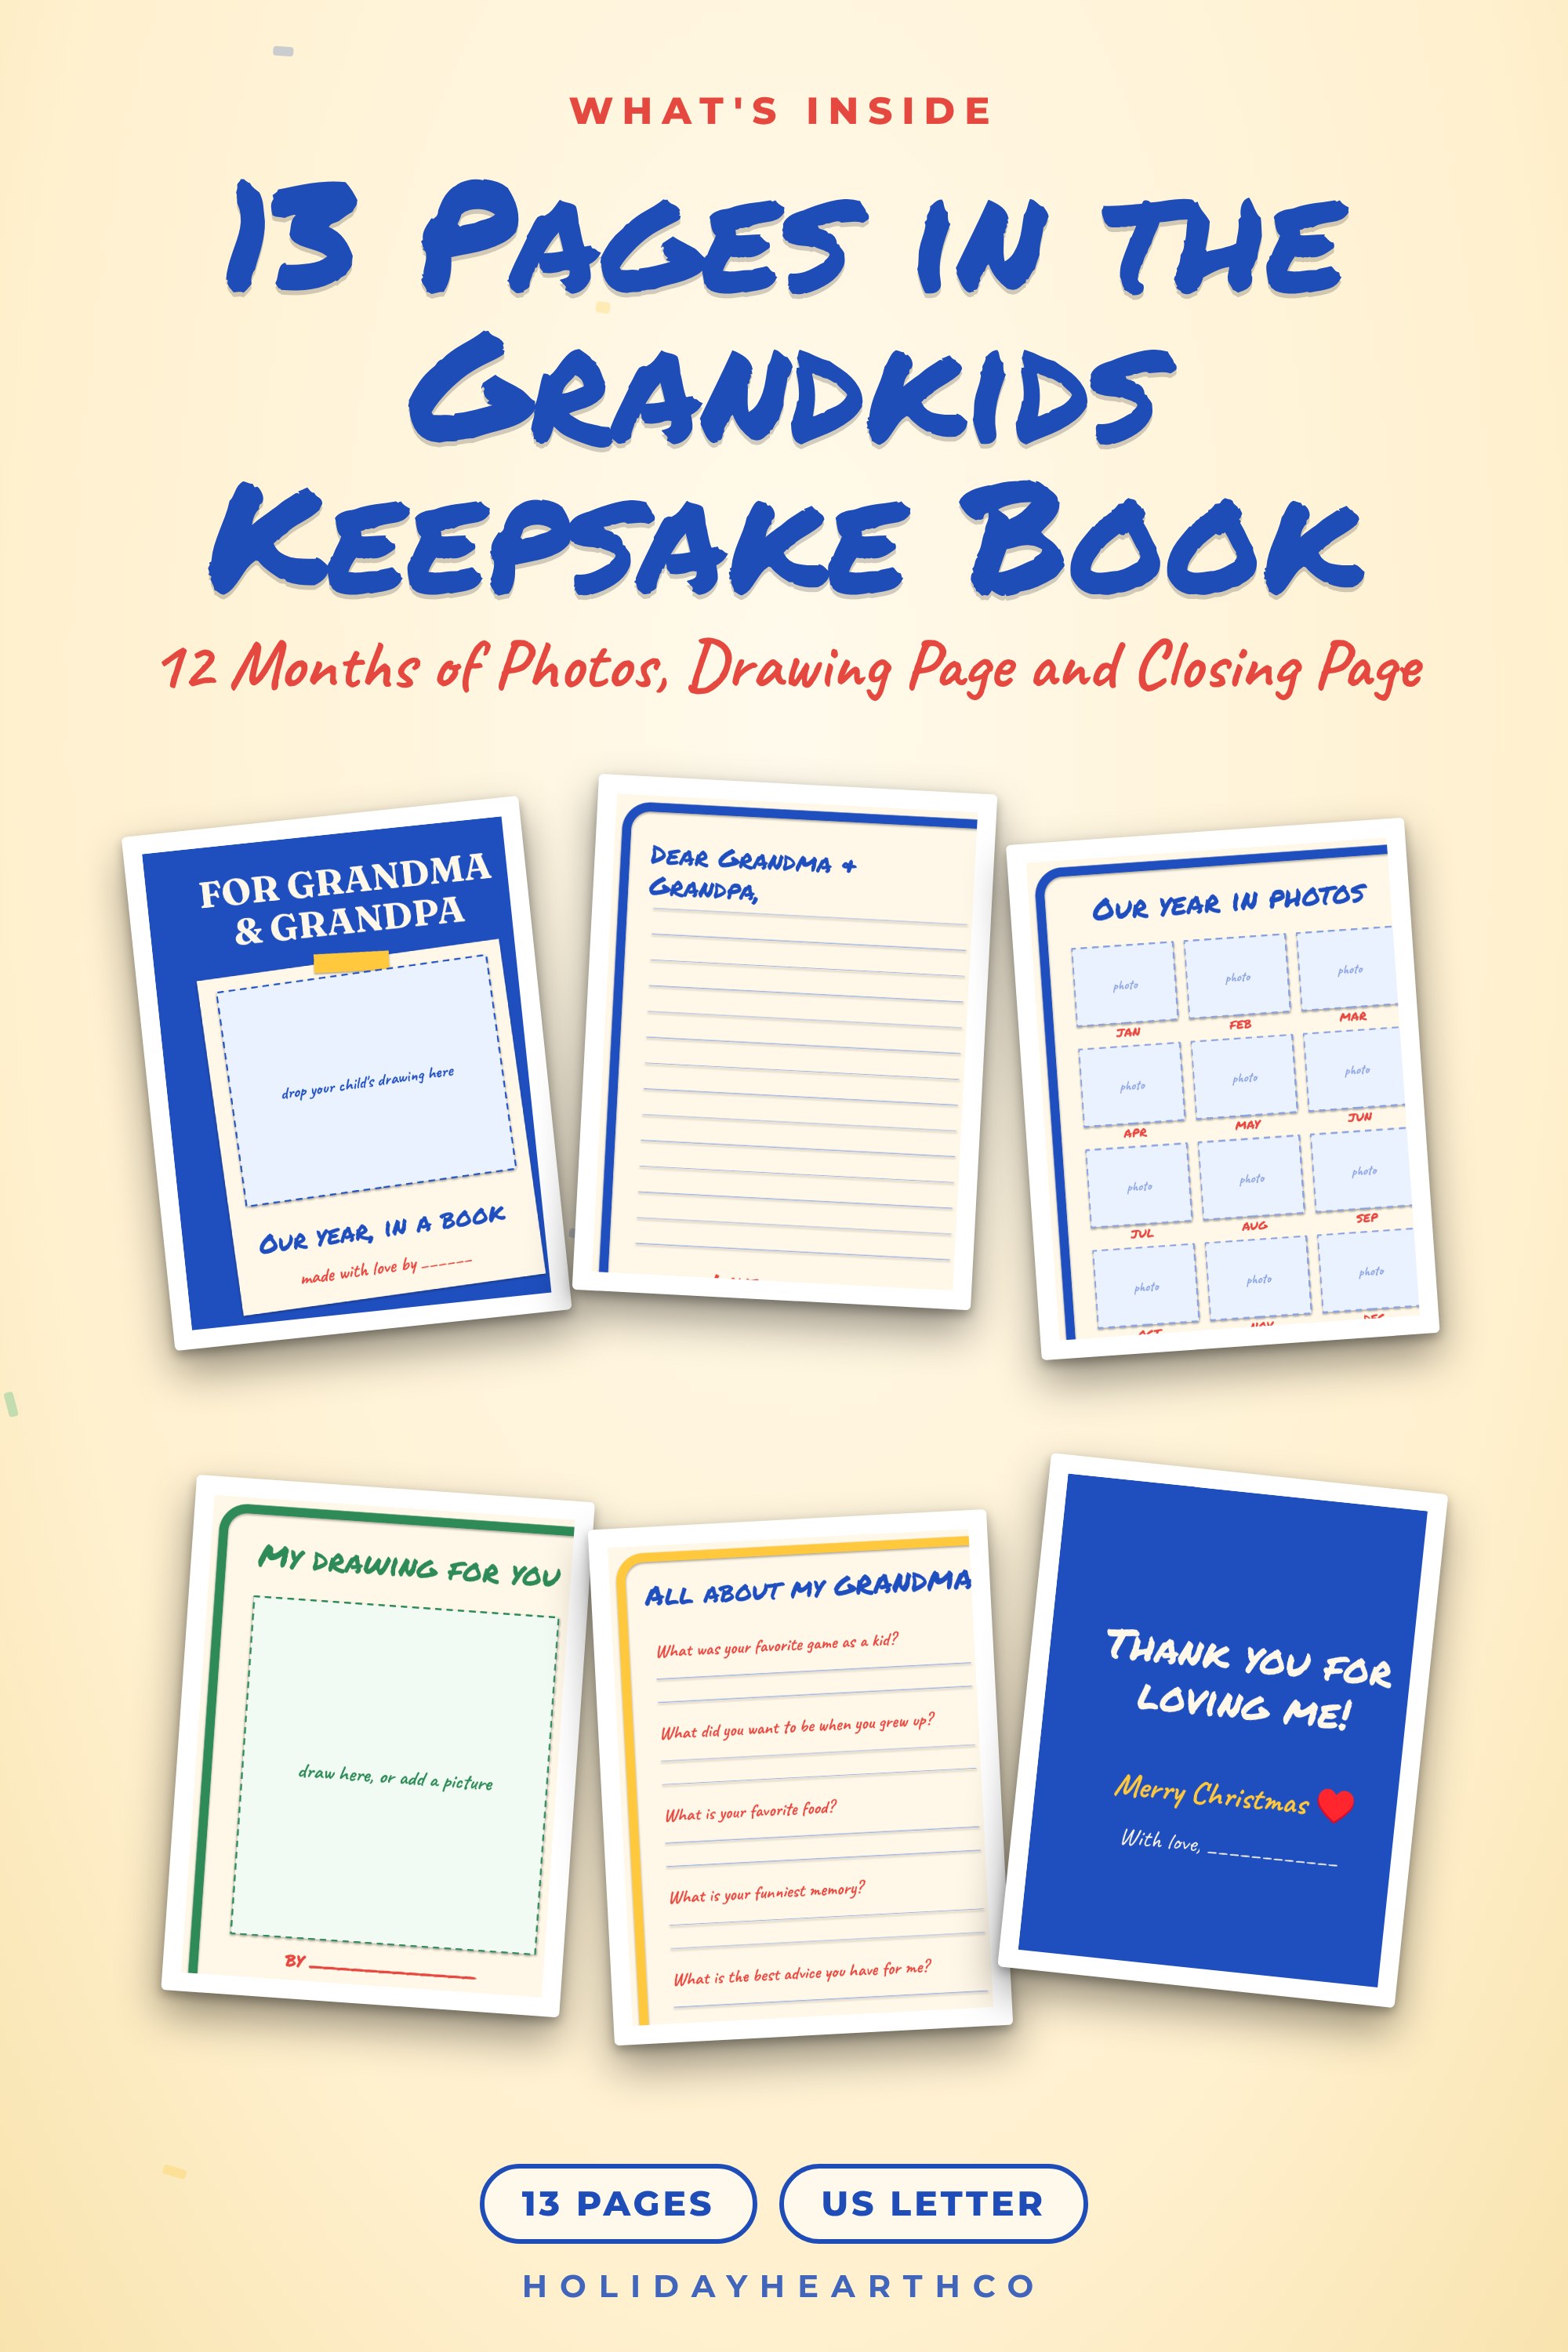 WHAT'S INSIDE
13 Pages in the
Grandkids
Keepsake Book
12 Months of Photos, Drawing Page and Closing Page
FOR GRANDMA
& GRANDPA
drop your child's drawing here
Our year, in a book
made with love by ______
Dear Grandma &
Grandpa,
Our year in photos
photo photo photo
JAN FEB MAR
photo photo photo
APR MAY JUN
photo photo photo
JUL AUG SEP
photo photo photo
OCT NOV DEC
My drawing for you
draw here, or add a picture
BY
All about my GRANDMA
What was your favorite game as a kid?
What did you want to be when you grew up?
What is your favorite food?
What is your funniest memory?
What is the best advice you have for me?
Thank you for
loving me!
Merry Christmas ❤️
With love, ____________
13 PAGES
US LETTER
HOLIDAYHEARTHCO